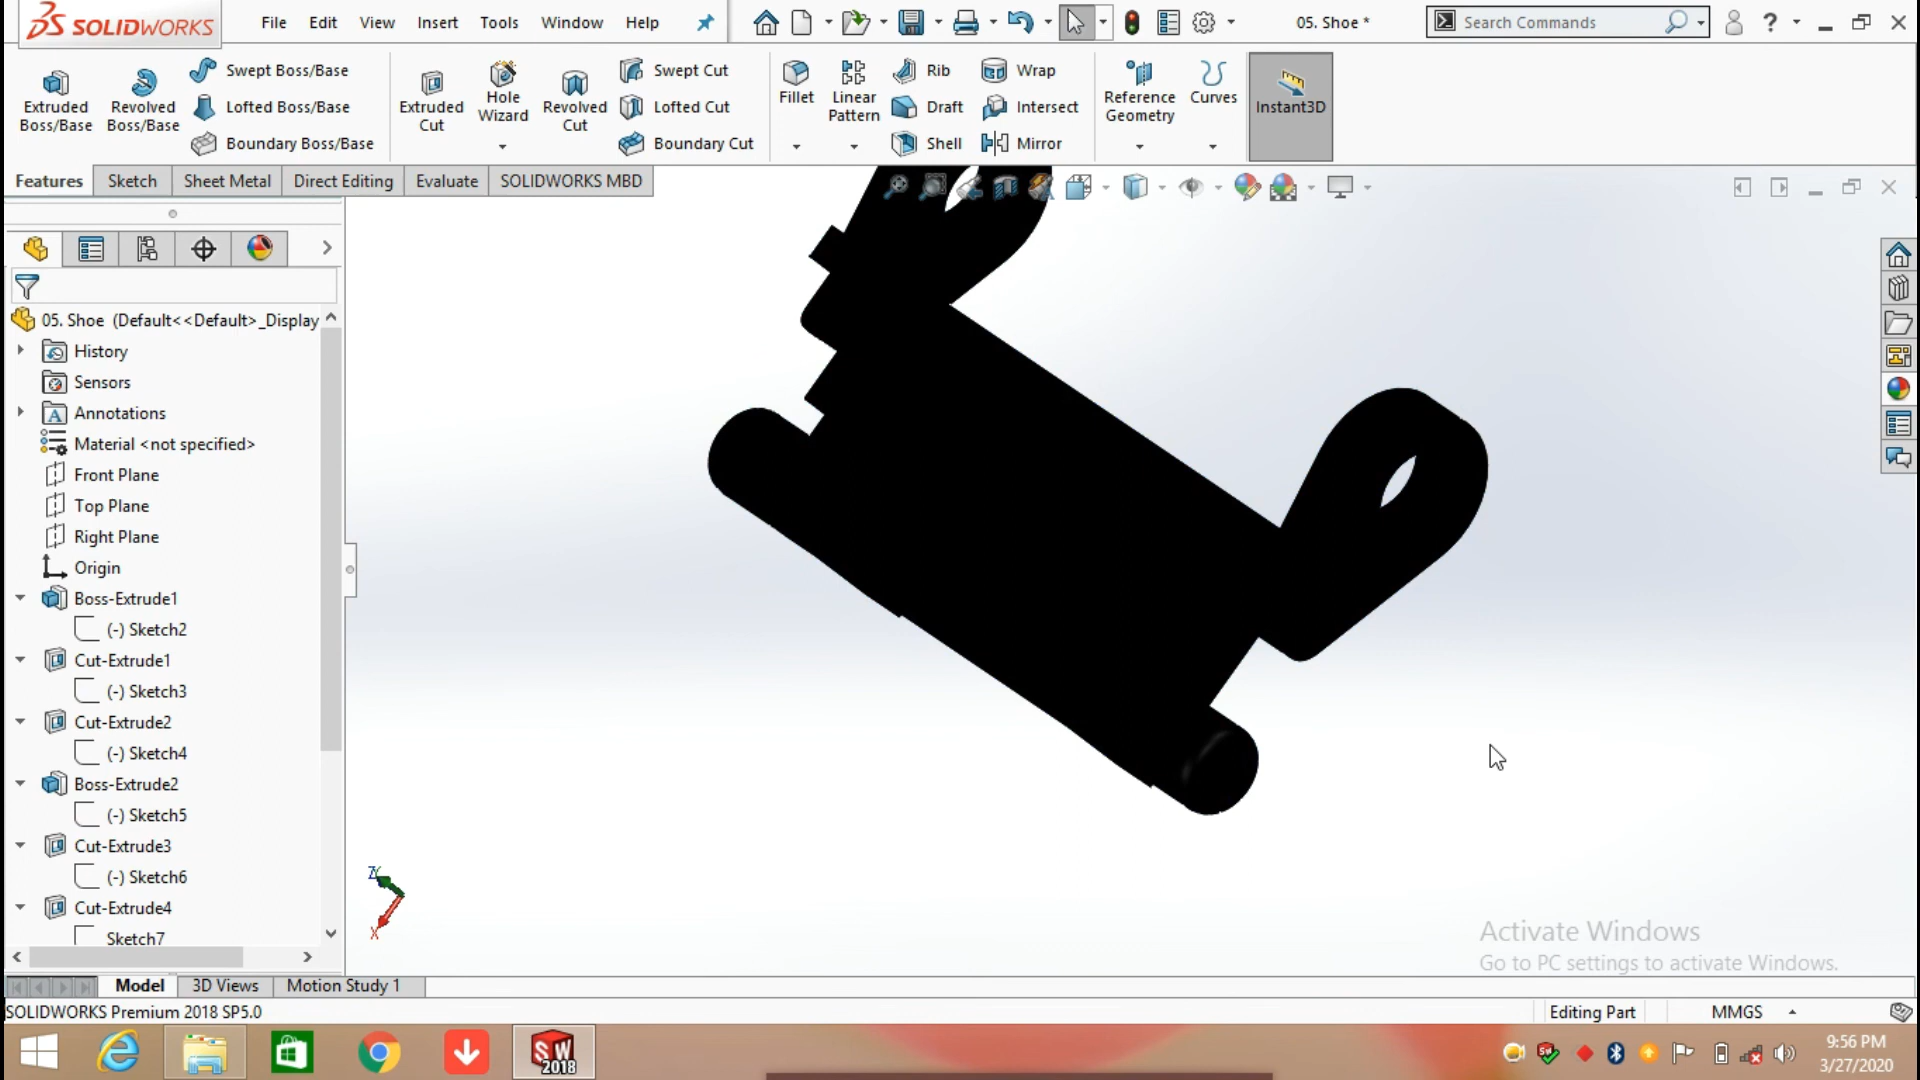 SOLIDWORKS
File Edit View Insert Tools Window Help
05. Shoe *
Search Commands
Extruded Boss/Base
Revolved Boss/Base
Swept Boss/Base
Lofted Boss/Base
Boundary Boss/Base
Extruded Cut
Hole Wizard
Revolved Cut
Swept Cut
Lofted Cut
Boundary Cut
Fillet
Linear Pattern
Rib
Draft
Shell
Wrap
Intersect
Mirror
Reference Geometry
Curves
Instant3D
Features Sketch Sheet Metal Direct Editing Evaluate SOLIDWORKS MBD
05. Shoe (Default<<Default>_Display
History
Sensors
Annotations
Material <not specified>
Front Plane
Top Plane
Right Plane
Origin
Boss-Extrude1
(-) Sketch2
Cut-Extrude1
(-) Sketch3
Cut-Extrude2
(-) Sketch4
Boss-Extrude2
(-) Sketch5
Cut-Extrude3
(-) Sketch6
Cut-Extrude4
Sketch7
Z
X
Activate Windows
Go to PC settings to activate Windows.
Model 3D Views Motion Study 1
SOLIDWORKS Premium 2018 SP5.0
Editing Part
MMGS
SW
2018
9:56 PM
3/27/2020